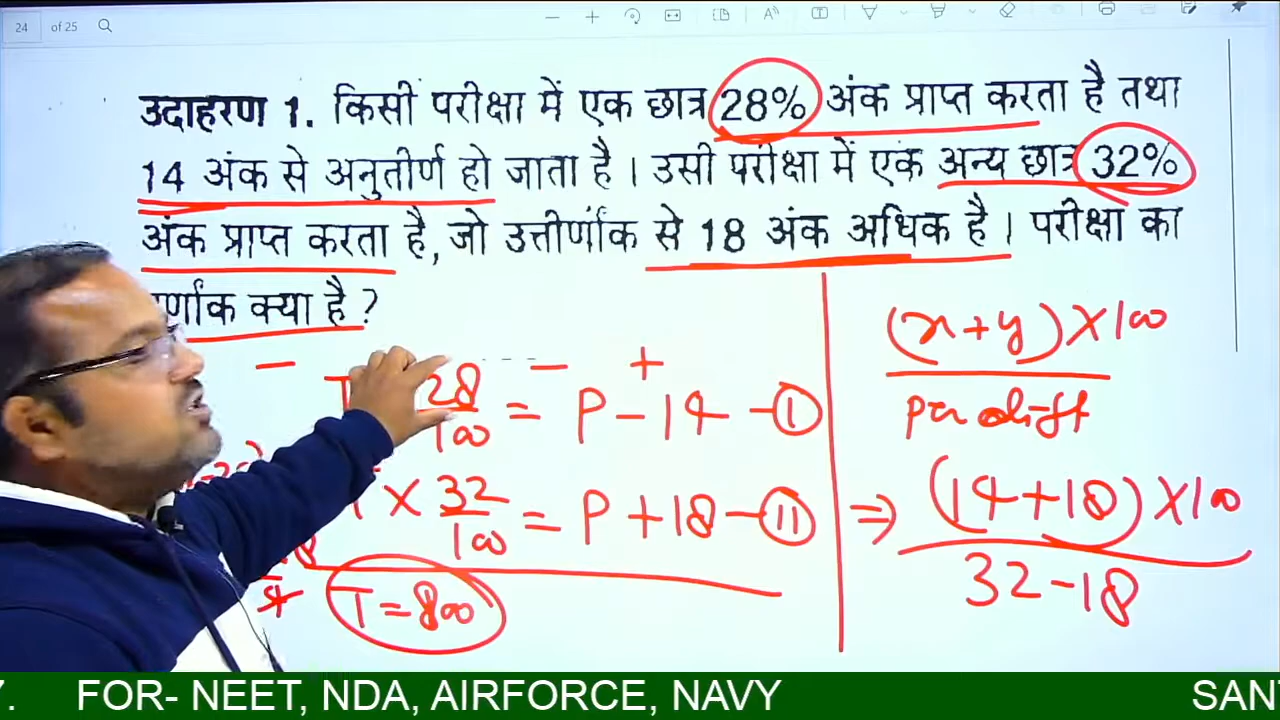 24 of 25
उदाहरण 1. किसी परीक्षा में एक छात्र 28% अंक प्राप्त करता है तथा
14 अंक से अनुतीर्ण हो जाता है। उसी परीक्षा में एक अन्य छात्र 32%
अंक प्राप्त करता है, जो उत्तीर्णांक से 18 अंक अधिक है। परीक्षा का
क्या है ?
28/100 = P - 14 - ①
× 32/100 = P + 18 - ⑪
T = 800
(x + y) × 100
per diff
⇒ (14 + 18) × 100
32 - 18
FOR- NEET, NDA, AIRFORCE, NAVY